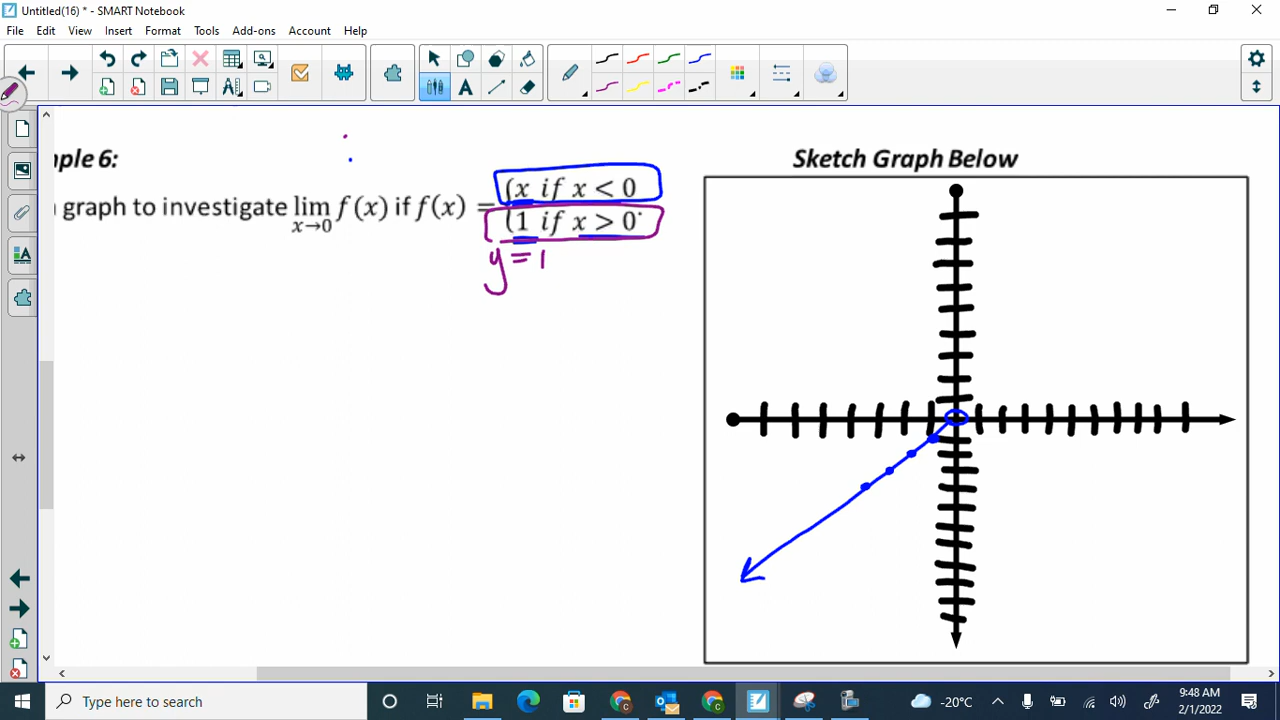 Untitled(16) * - SMART Notebook
File Edit View Insert Format Tools Add-ons Account Help
ple 6:
Sketch Graph Below
graph to investigate lim x→0 f(x) if f(x) = (x if x < 0
(1 if x > 0
y = 1
Type here to search
-20°C
9:48 AM
2/1/2022